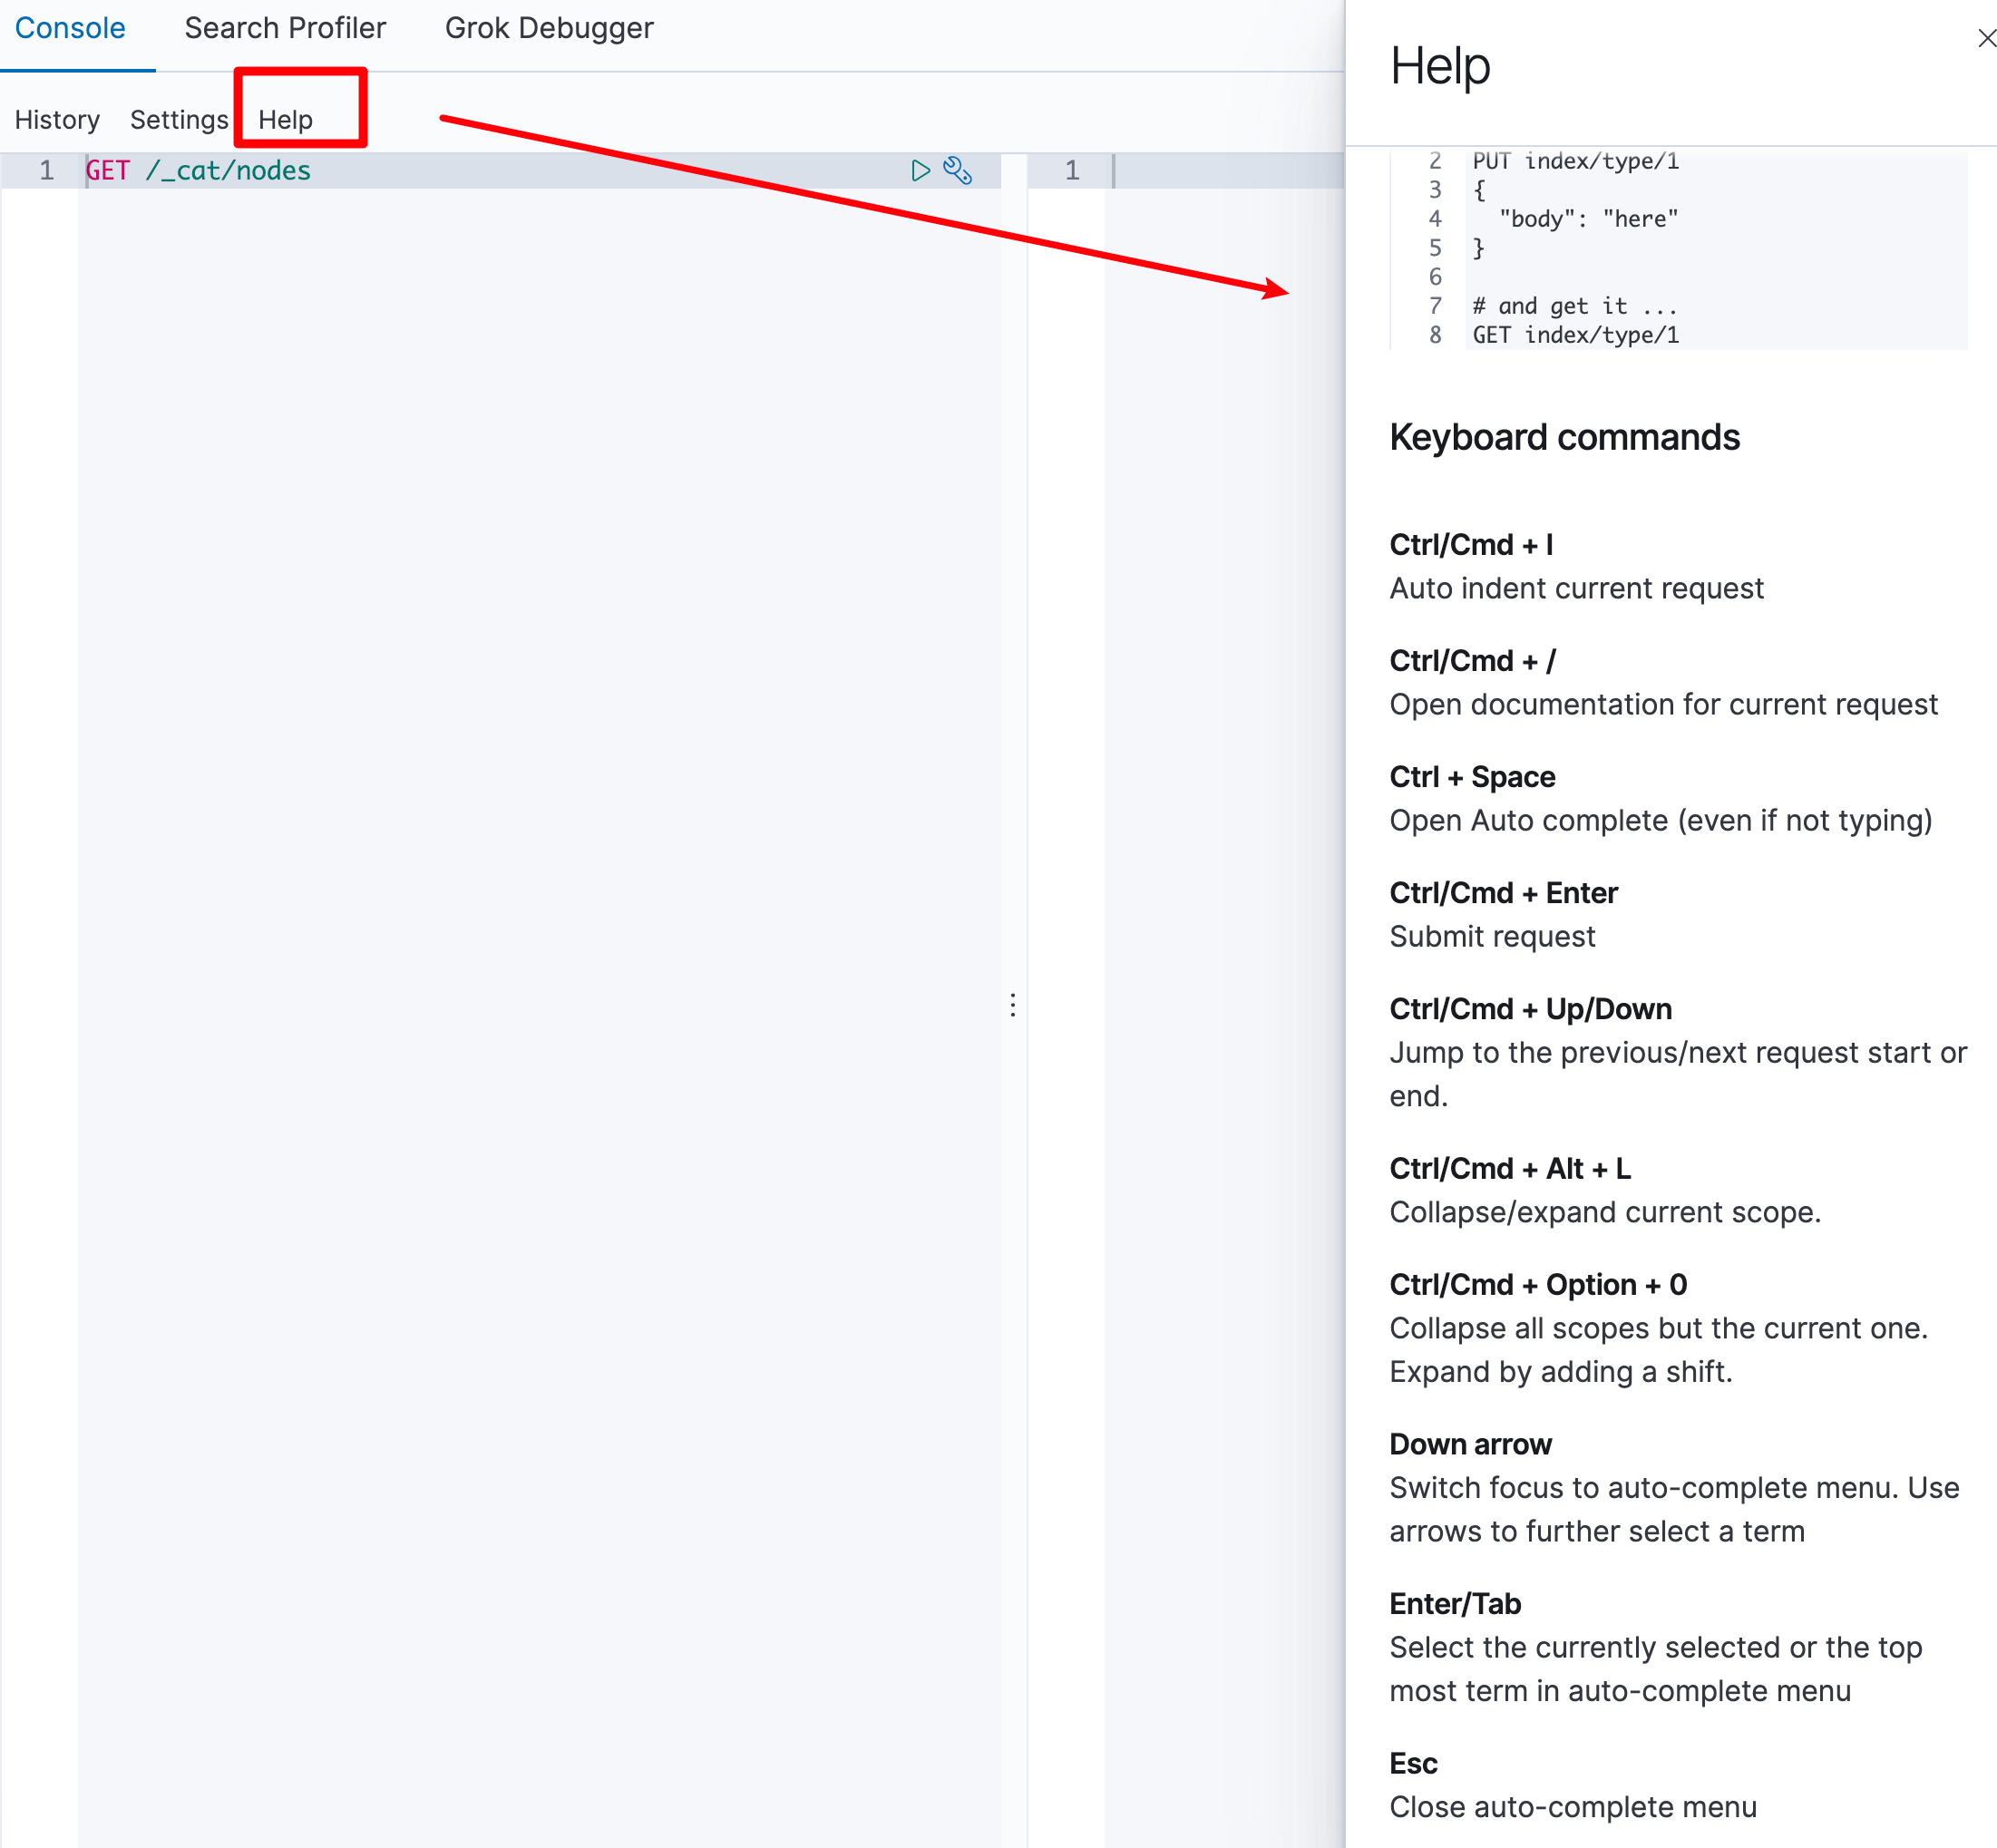 Console Search Profiler Grok Debugger
History Settings Help
1 GET /_cat/nodes
1
Help
2 PUT index/type/1
3 {
4 "body": "here"
5 }
6
7 # and get it ...
8 GET index/type/1
Keyboard commands
Ctrl/Cmd + I
Auto indent current request
Ctrl/Cmd + /
Open documentation for current request
Ctrl + Space
Open Auto complete (even if not typing)
Ctrl/Cmd + Enter
Submit request
Ctrl/Cmd + Up/Down
Jump to the previous/next request start or
end.
Ctrl/Cmd + Alt + L
Collapse/expand current scope.
Ctrl/Cmd + Option + 0
Collapse all scopes but the current one.
Expand by adding a shift.
Down arrow
Switch focus to auto-complete menu. Use
arrows to further select a term
Enter/Tab
Select the currently selected or the top
most term in auto-complete menu
Esc
Close auto-complete menu